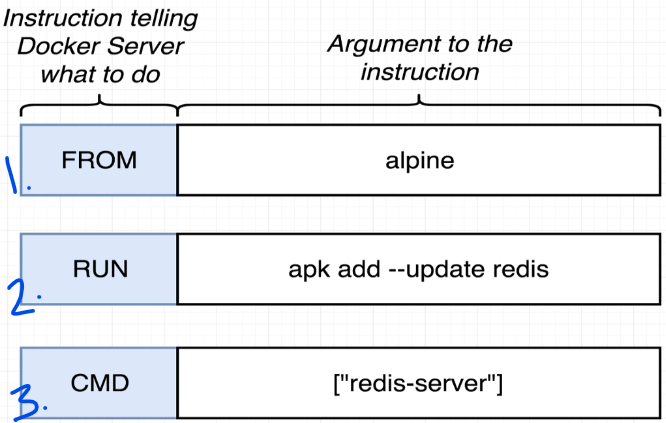 Instruction telling
Docker Server
what to do
Argument to the
instruction
1. FROM alpine
2. RUN apk add --update redis
3. CMD ["redis-server"]